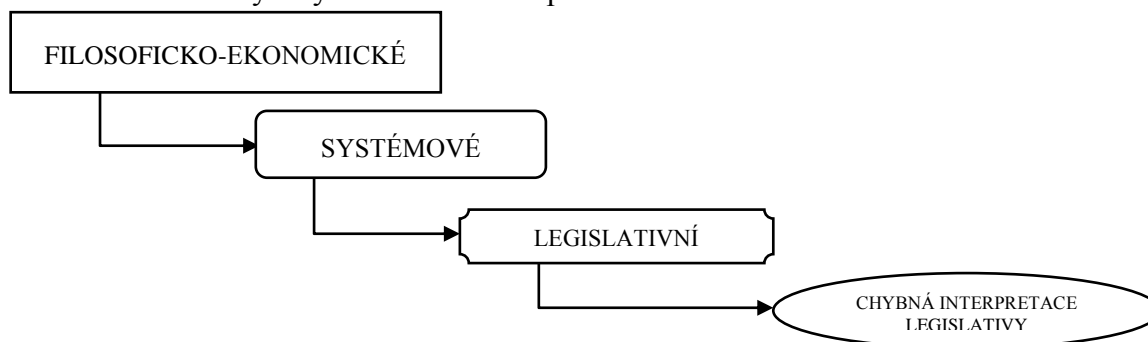 FILOSOFICKO-EKONOMICKÉ
SYSTÉMOVÉ
LEGISLATIVNÍ
CHYBNÁ INTERPRETACE
LEGISLATIVY